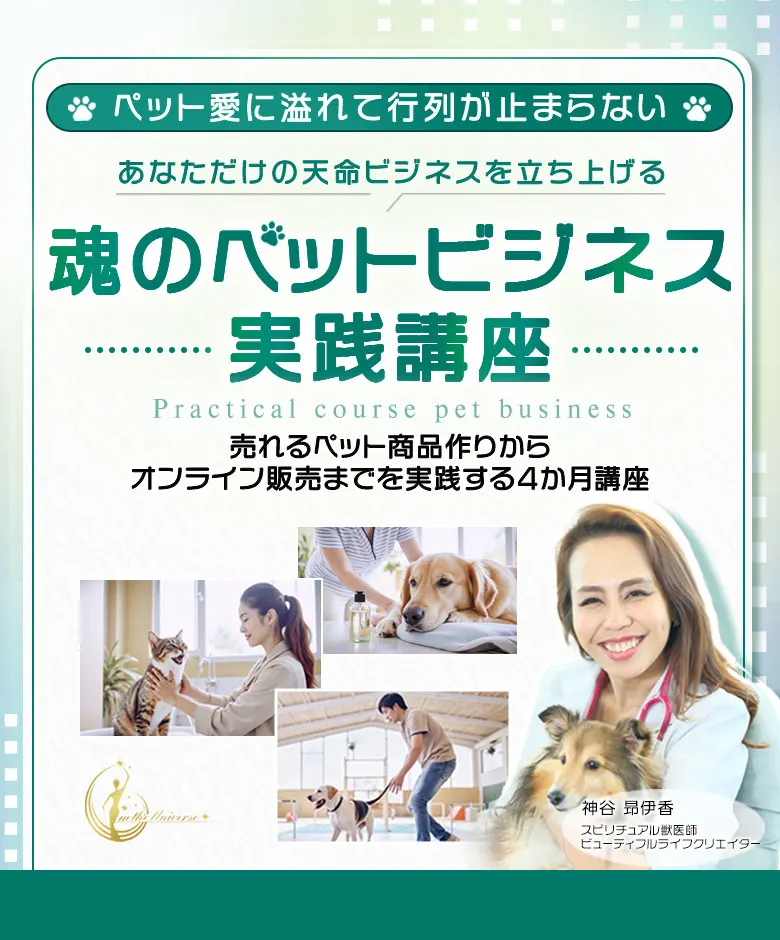 ペット愛に溢れて行列が止まらない
あなただけの天命ビジネスを立ち上げる
魂のペットビジネス
実践講座
Practical course pet business
売れるペット商品作りから
オンライン販売までを実践する4か月講座
in the Universe
神谷 昴伊香
スピリチュアル獣医師
ビューティフルライフクリエイター